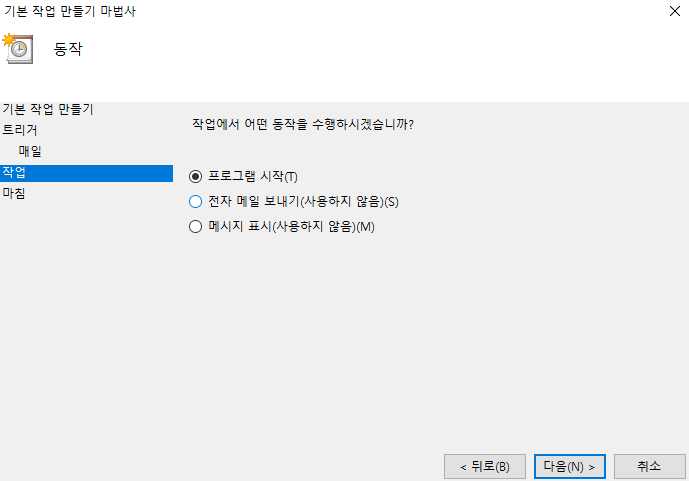 기본 작업 만들기 마법사
동작
기본 작업 만들기
트리거
매일
작업
마침
작업에서 어떤 동작을 수행하시겠습니까?
프로그램 시작(T)
전자 메일 보내기(사용하지 않음)(S)
메시지 표시(사용하지 않음)(M)
< 뒤로(B)
다음(N) >
취소